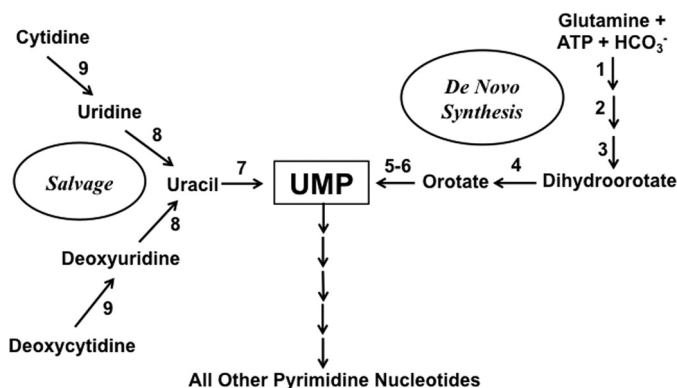 Glutamine +
ATP + HCO₃⁻
Cytidine
9
1
Uridine
De Novo
Synthesis
2
8
3
Salvage
Uracil
7
UMP
5-6
Orotate
4
Dihydroorotate
8
Deoxyuridine
9
Deoxycytidine
All Other Pyrimidine Nucleotides